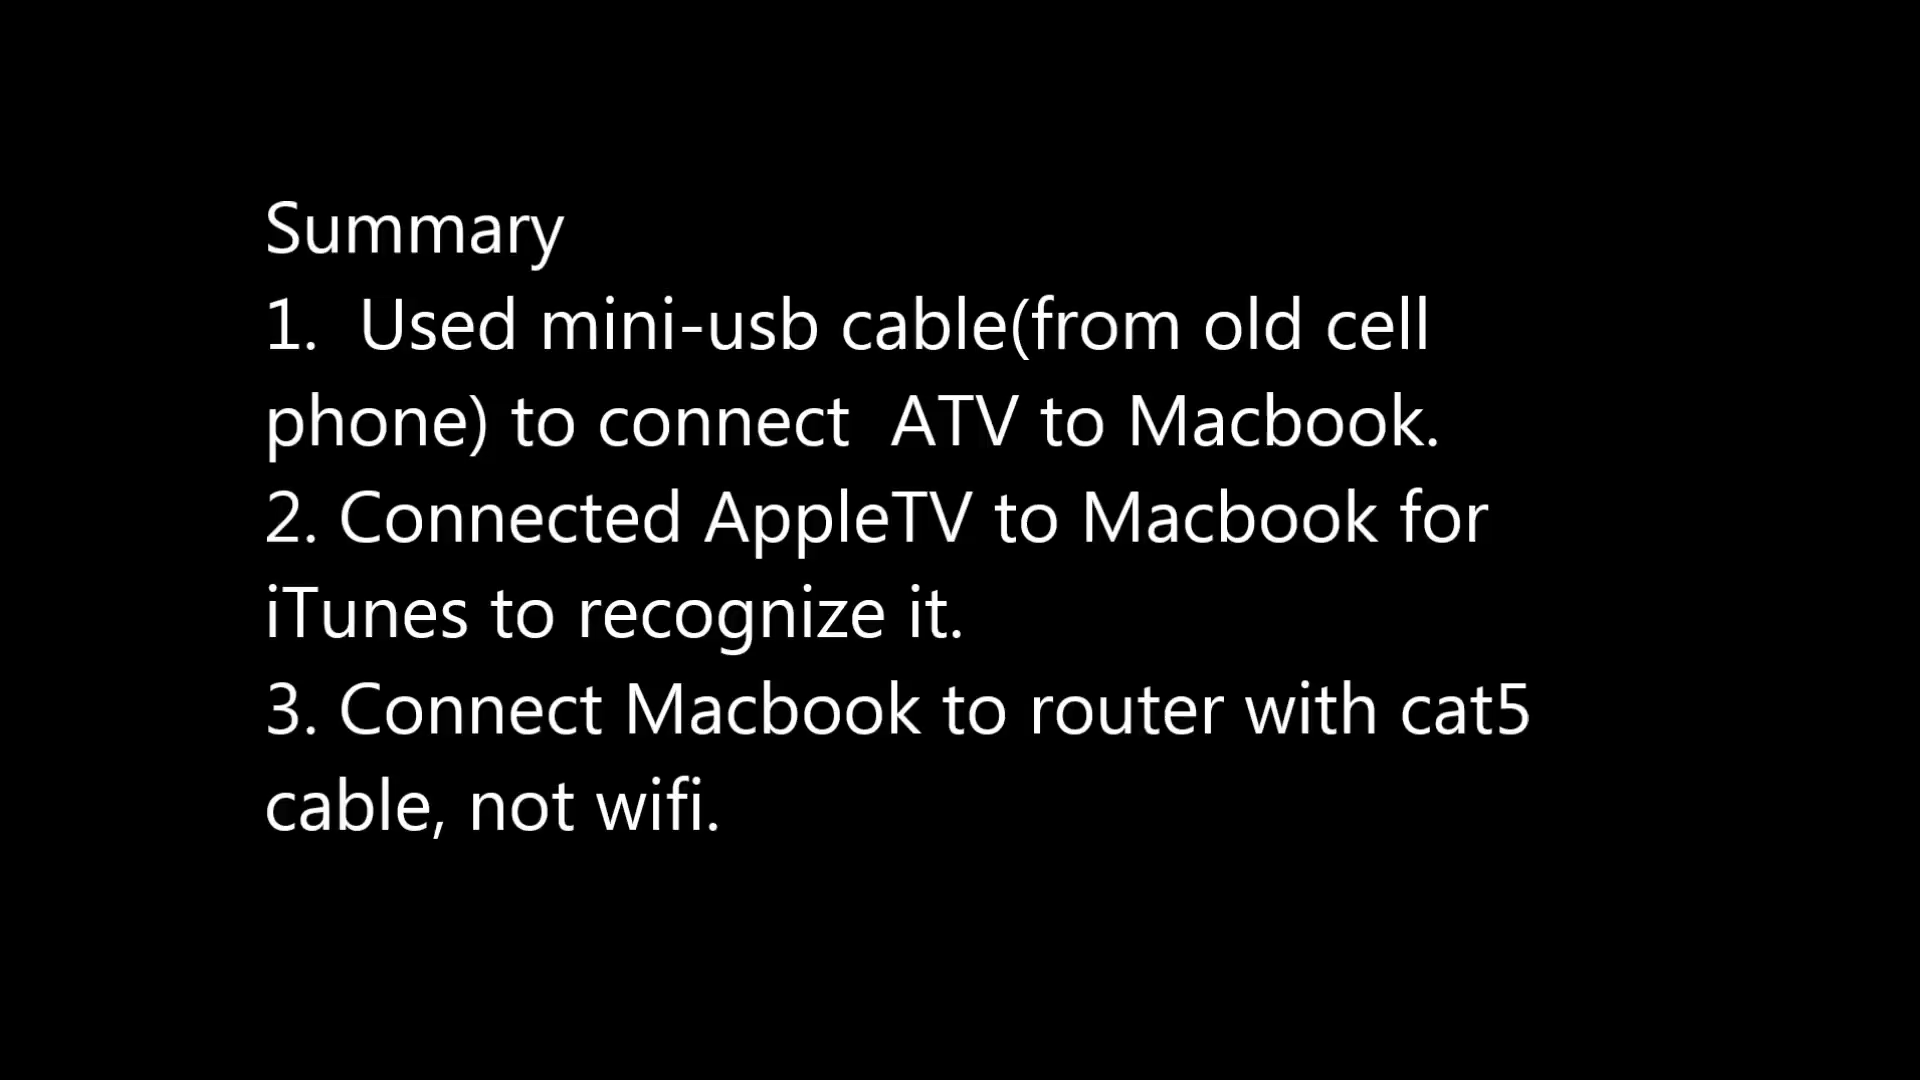 Summary
1.  Used mini-usb cable(from old cell
phone) to connect  ATV to Macbook.
2. Connected AppleTV to Macbook for
iTunes to recognize it.
3. Connect Macbook to router with cat5
cable, not wifi.